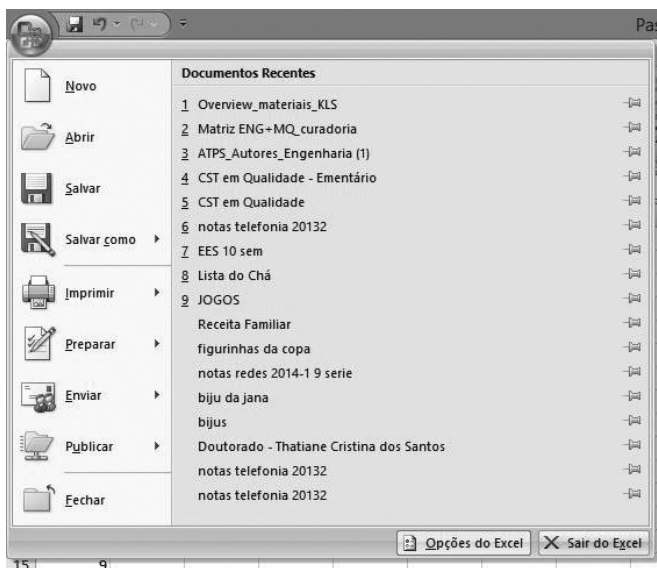 Pas
Novo
Abrir
Salvar
Salvar como
Imprimir
Preparar
Enviar
Publicar
Fechar
Documentos Recentes
1 Overview_materiais_KLS
2 Matriz ENG+MQ_curadoria
3 ATPS_Autores_Engenharia (1)
4 CST em Qualidade - Ementário
5 CST em Qualidade
6 notas telefonia 20132
7 EES 10 sem
8 Lista do Chá
9 JOGOS
Receita Familiar
figurinhas da copa
notas redes 2014-1 9 serie
biju da jana
bijus
Doutorado - Thatiane Cristina dos Santos
notas telefonia 20132
notas telefonia 20132
Opções do Excel
Sair do Excel
15 9